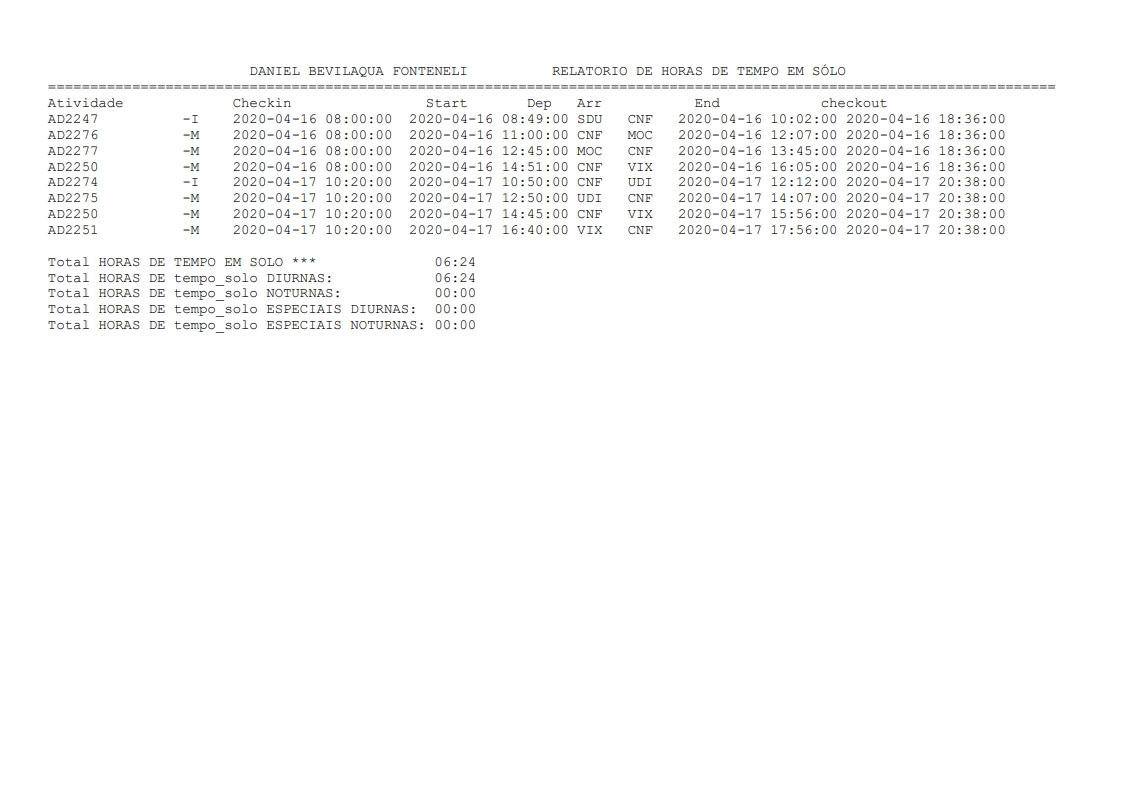 DANIEL BEVILAQUA FONTENELI          RELATORIO DE HORAS DE TEMPO EM SÓLO
========================================================================================================================
Atividade             Checkin                Start       Dep   Arr           End            checkout
AD2247          -I    2020-04-16 08:00:00  2020-04-16 08:49:00 SDU   CNF   2020-04-16 10:02:00 2020-04-16 18:36:00
AD2276          -M    2020-04-16 08:00:00  2020-04-16 11:00:00 CNF   MOC   2020-04-16 12:07:00 2020-04-16 18:36:00
AD2277          -M    2020-04-16 08:00:00  2020-04-16 12:45:00 MOC   CNF   2020-04-16 13:45:00 2020-04-16 18:36:00
AD2250          -M    2020-04-16 08:00:00  2020-04-16 14:51:00 CNF   VIX   2020-04-16 16:05:00 2020-04-16 18:36:00
AD2274          -I    2020-04-17 10:20:00  2020-04-17 10:50:00 CNF   UDI   2020-04-17 12:12:00 2020-04-17 20:38:00
AD2275          -M    2020-04-17 10:20:00  2020-04-17 12:50:00 UDI   CNF   2020-04-17 14:07:00 2020-04-17 20:38:00
AD2250          -M    2020-04-17 10:20:00  2020-04-17 14:45:00 CNF   VIX   2020-04-17 15:56:00 2020-04-17 20:38:00
AD2251          -M    2020-04-17 10:20:00  2020-04-17 16:40:00 VIX   CNF   2020-04-17 17:56:00 2020-04-17 20:38:00
Total HORAS DE TEMPO EM SOLO ***              06:24
Total HORAS DE tempo_solo DIURNAS:            06:24
Total HORAS DE tempo_solo NOTURNAS:           00:00
Total HORAS DE tempo_solo ESPECIAIS DIURNAS:  00:00
Total HORAS DE tempo_solo ESPECIAIS NOTURNAS: 00:00